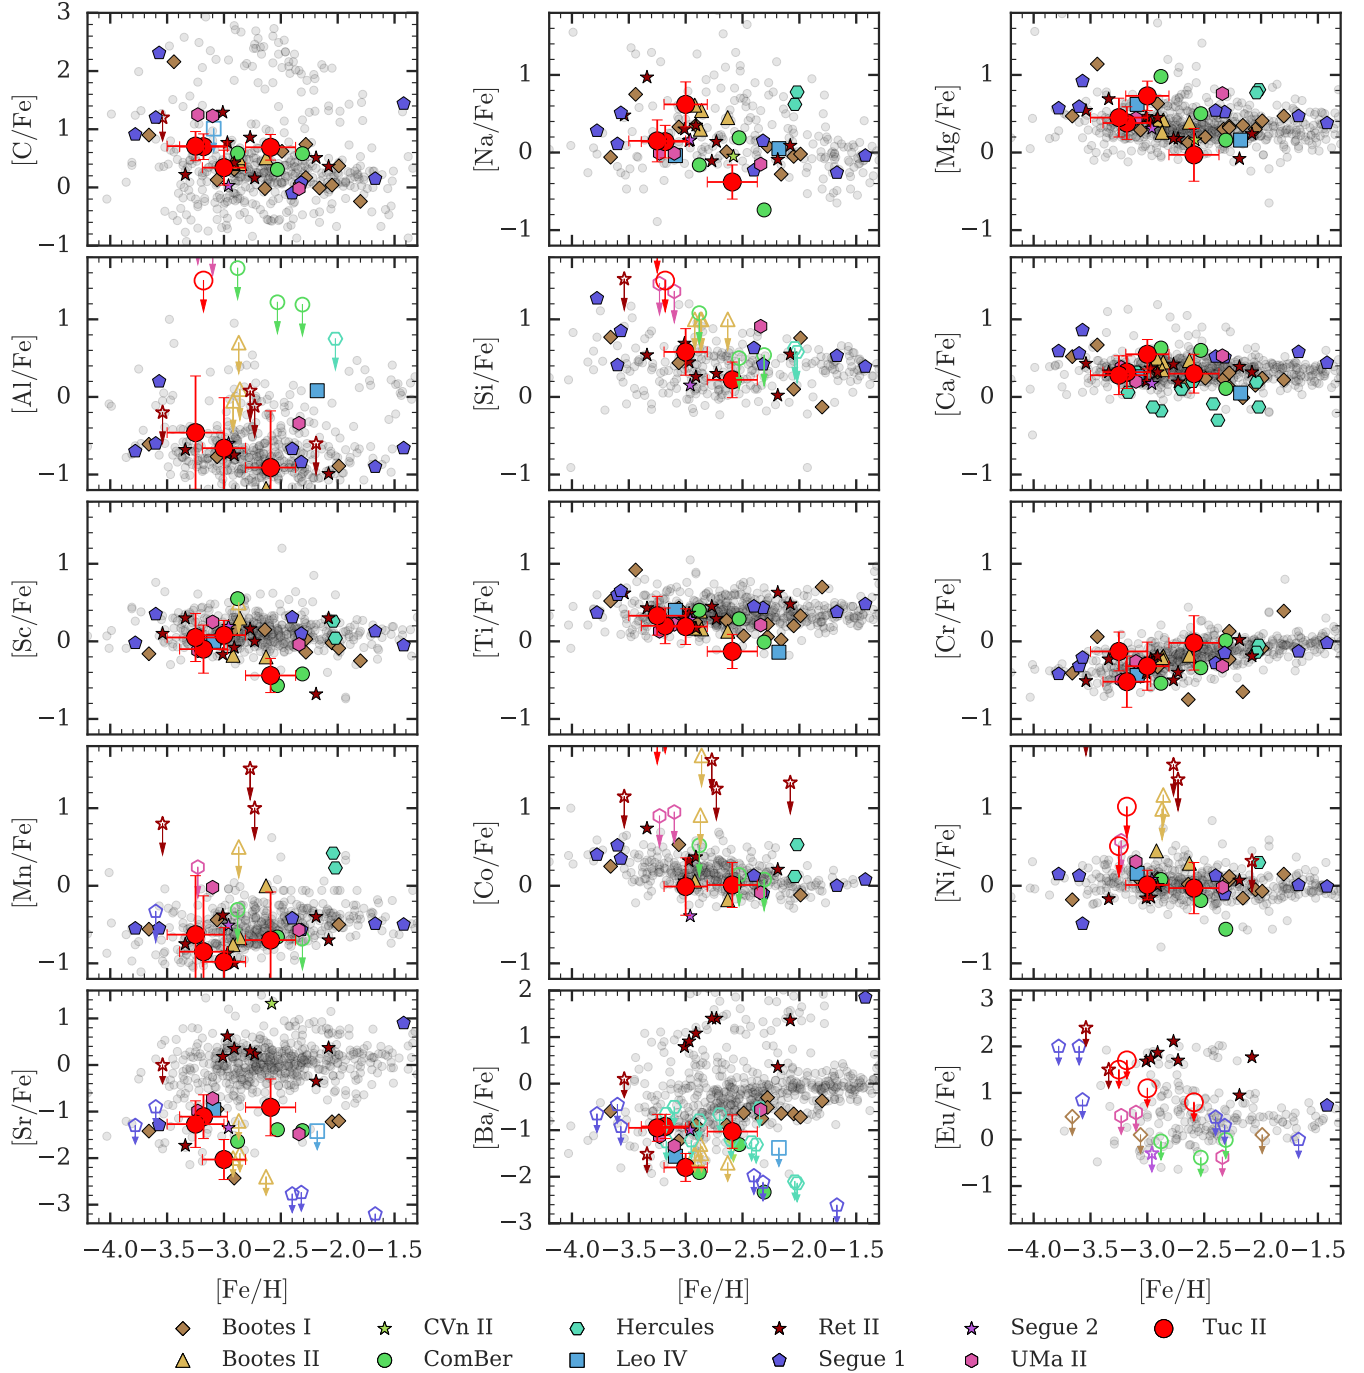 3
2
1
0
−1
[C/Fe]
1
0
−1
[Na/Fe]
1
0
−1
[Mg/Fe]
1
0
−1
[Al/Fe]
1
0
−1
[Si/Fe]
1
0
−1
[Ca/Fe]
1
0
−1
[Sc/Fe]
1
0
−1
[Ti/Fe]
1
0
−1
[Cr/Fe]
1
0
−1
[Mn/Fe]
1
0
−1
[Co/Fe]
1
0
−1
[Ni/Fe]
1
0
−1
−2
−3
[Sr/Fe]
2
1
0
−1
−2
−3
[Ba/Fe]
3
2
1
0
−1
[Eu/Fe]
−4.0 −3.5 −3.0 −2.5 −2.0 −1.5
−4.0 −3.5 −3.0 −2.5 −2.0 −1.5
−4.0 −3.5 −3.0 −2.5 −2.0 −1.5
[Fe/H]
[Fe/H]
[Fe/H]
Bootes I
CVn II
Hercules
Ret II
Segue 2
Tuc II
Bootes II
ComBer
Leo IV
Segue 1
UMa II